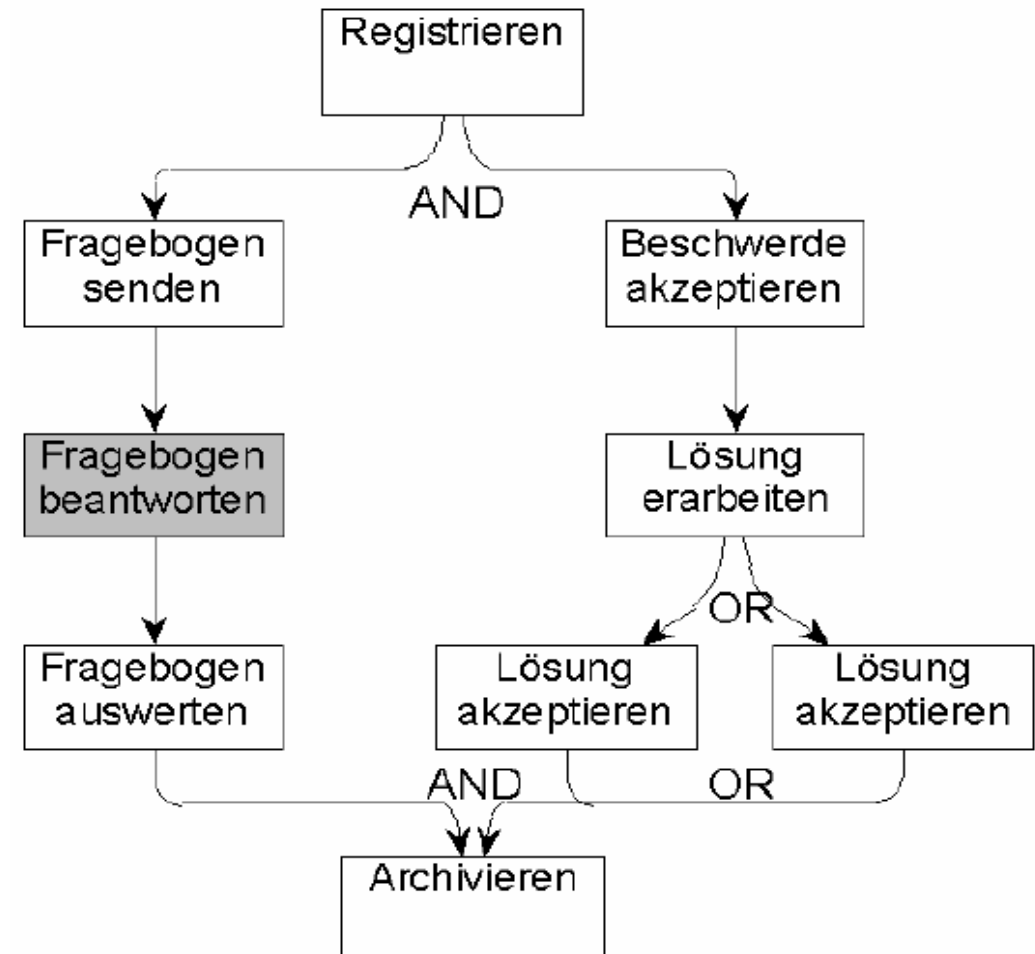 Registrieren
AND
Fragebogen
senden
Beschwerde
akzeptieren
Fragebogen
beantworten
Lösung
erarbeiten
OR
Fragebogen
auswerten
Lösung
akzeptieren
Lösung
akzeptieren
AND
OR
Archivieren